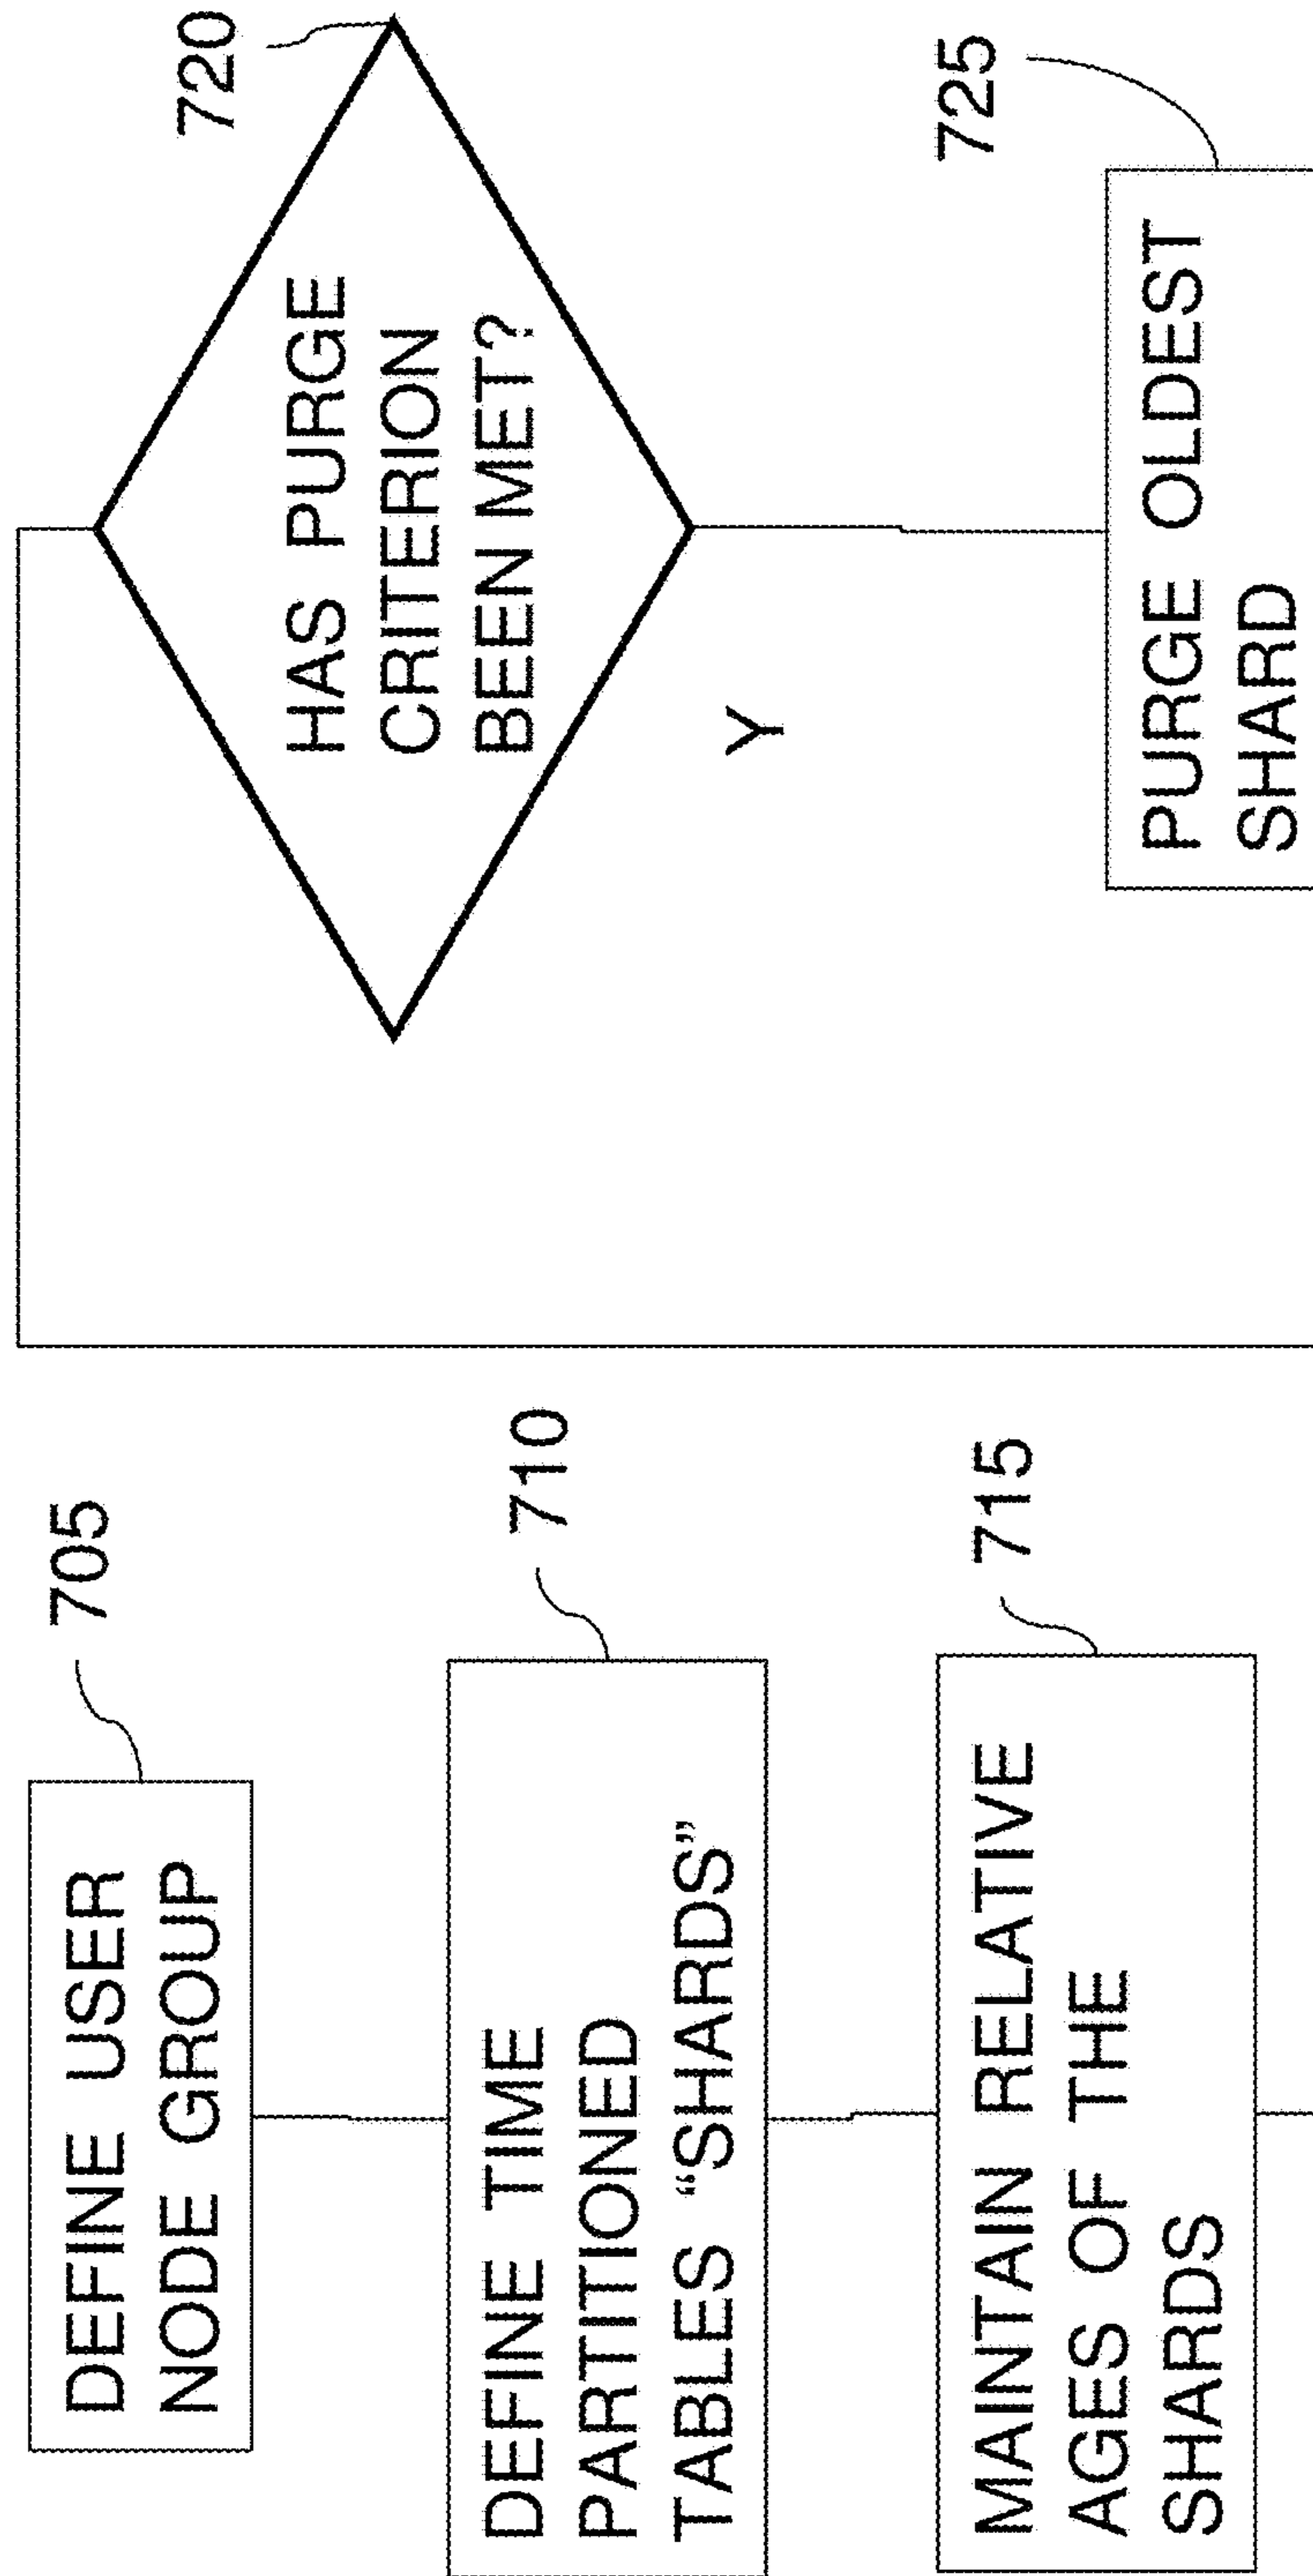 705
DEFINE USER
NODE GROUP
710
DEFINE TIME
PARTITIONED
TABLES “SHARDS”
715
MAINTAIN RELATIVE
AGES OF THE
SHARDS
720
HAS PURGE
CRITERION
BEEN MET?
Y
725
PURGE OLDEST
SHARD